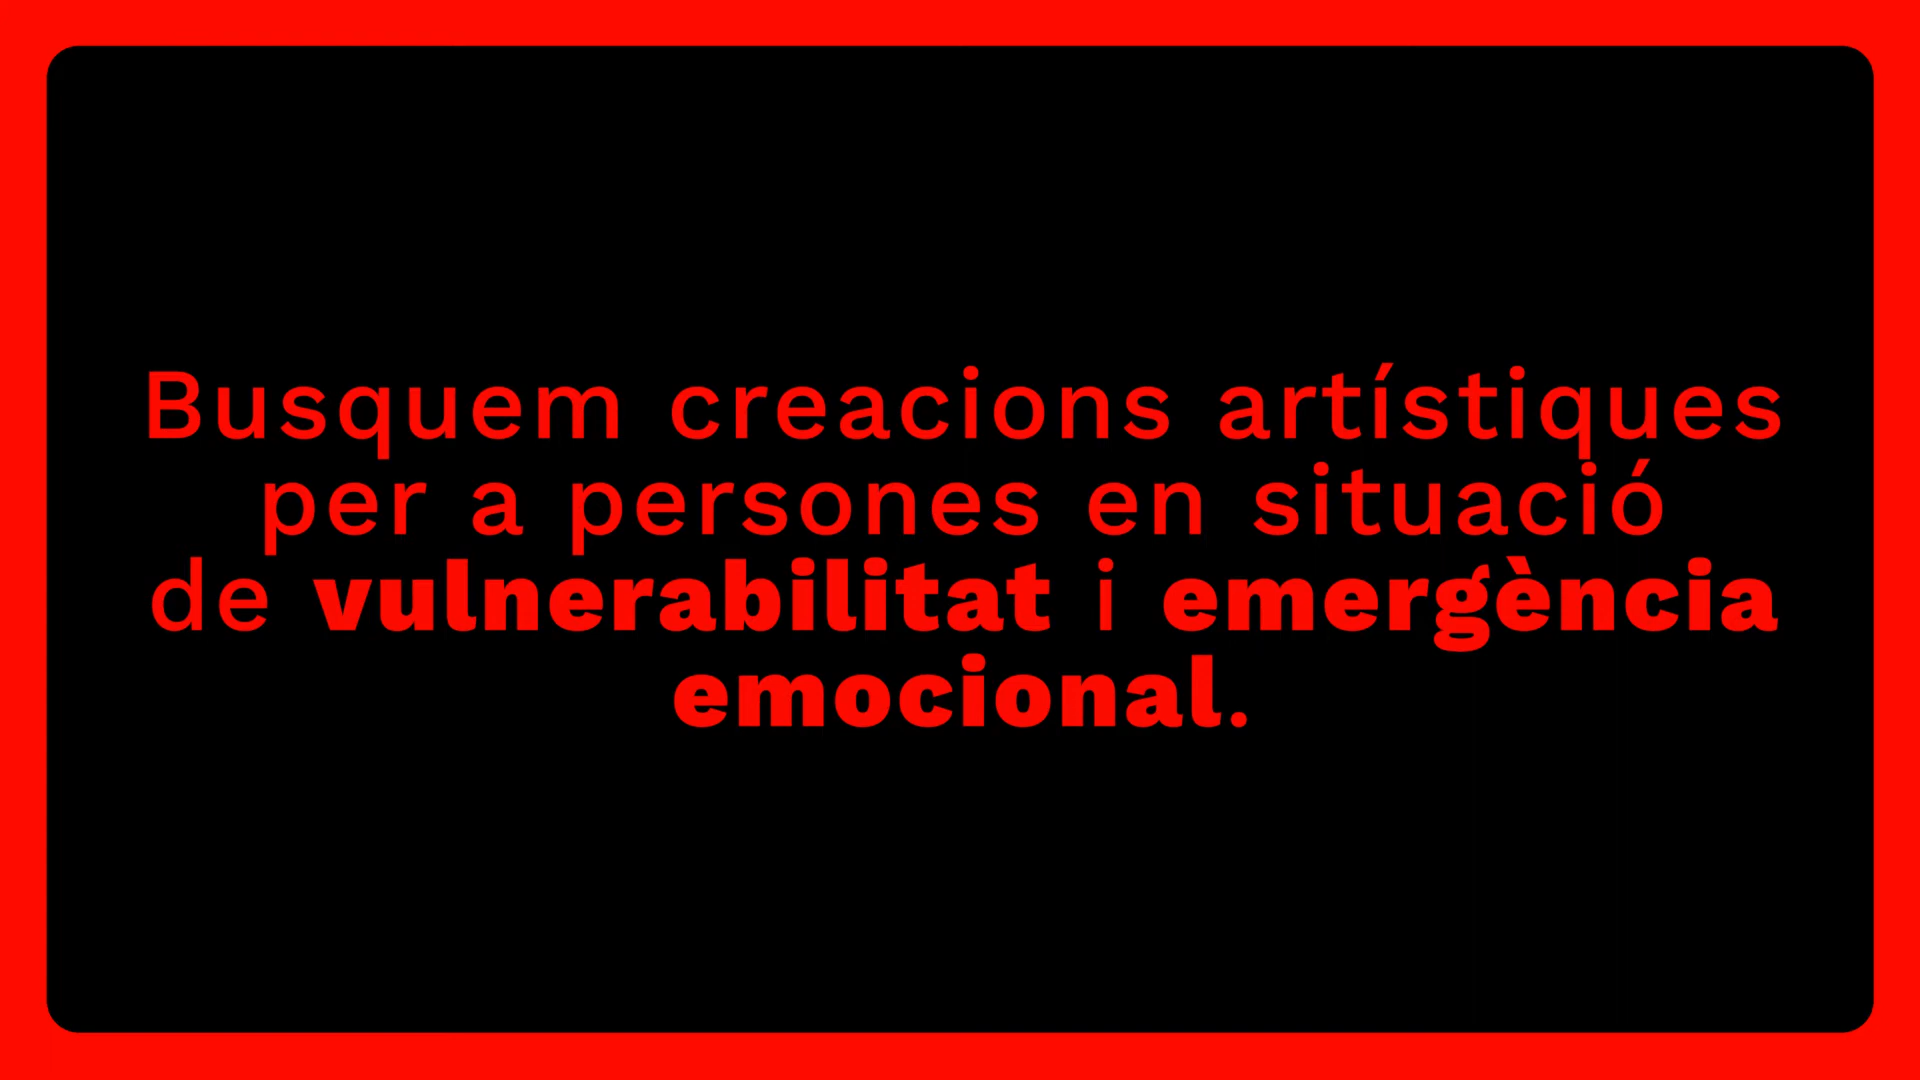 Busquem creacions artístiques
per a persones en situació
de vulnerabilitat i emergència
emocional.